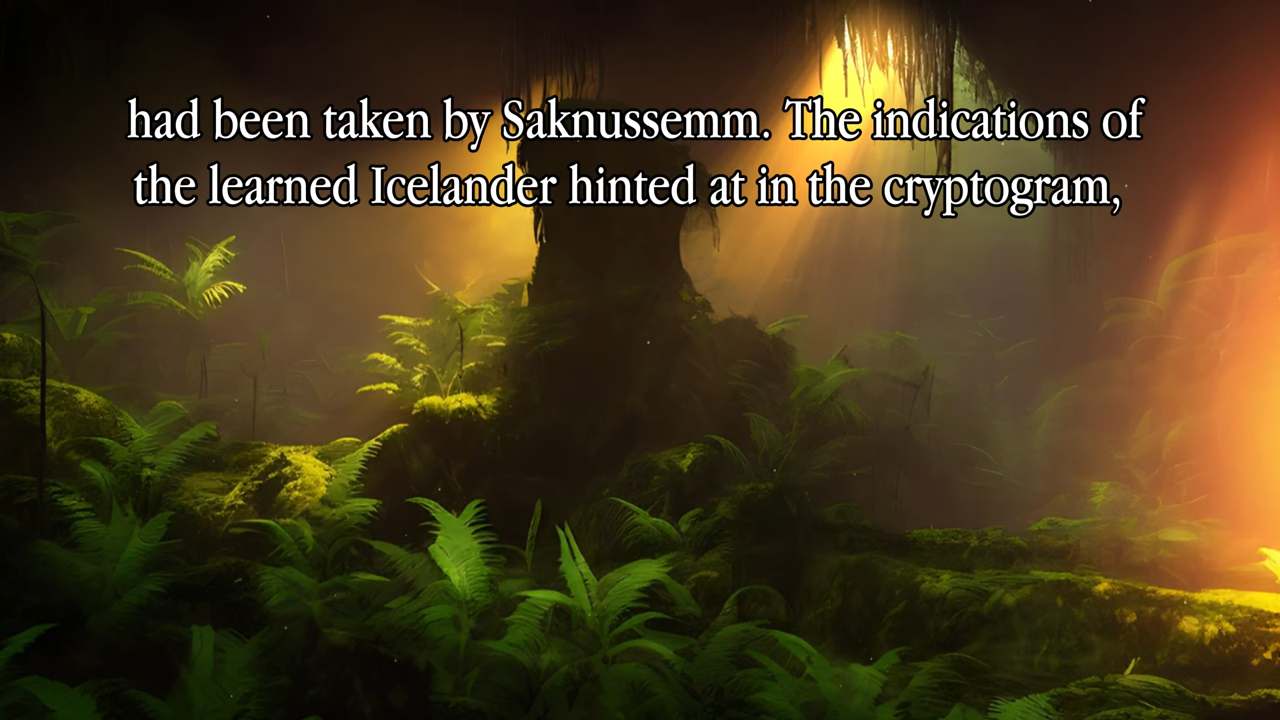 had been taken by Saknussemm. The indications of
the learned Icelander hinted at in the cryptogram,